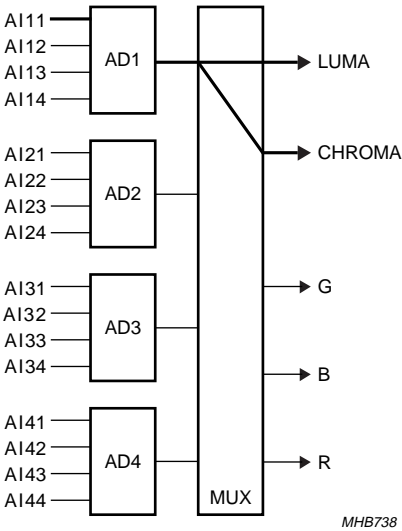 AI11
AI12
AI13
AI14
AD1
LUMA
CHROMA
AI21
AI22
AI23
AI24
AD2
AI31
AI32
AI33
AI34
AD3
G
B
AI41
AI42
AI43
AI44
AD4
R
MUX
MHB738